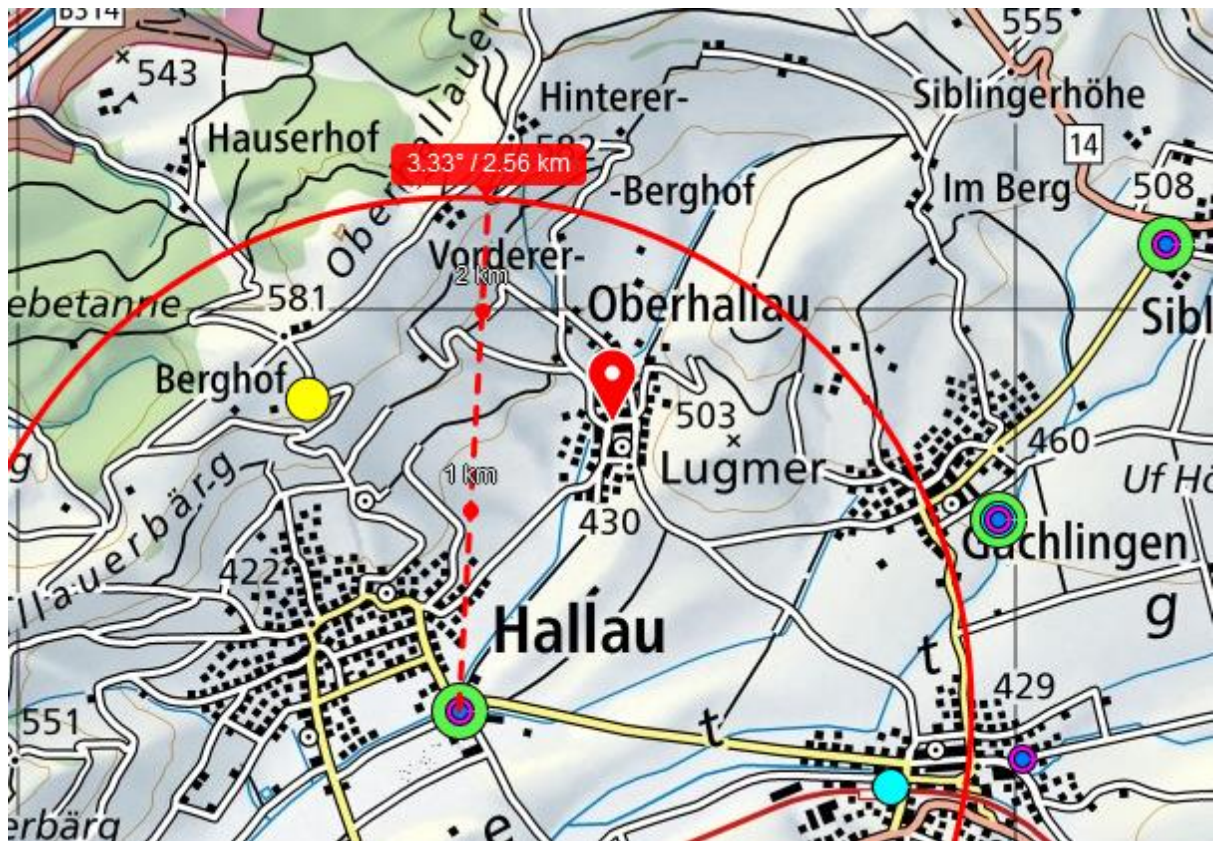 B314
555
543
Hinterer-
Siblingerhöhe
Hauserhof
582
14
3.33° / 2.56 km
-Berghof
Im Berg
508
Oberhallauer
Vorderer-
2 km
ebetanne
581
Oberhallau
Sibl
Berghof
503
460
g
1 km
Lugmer
Uf Hö
430
Gächlingen
llauerbärg
422
g
Hallau
t
429
551
t
erbärg
e